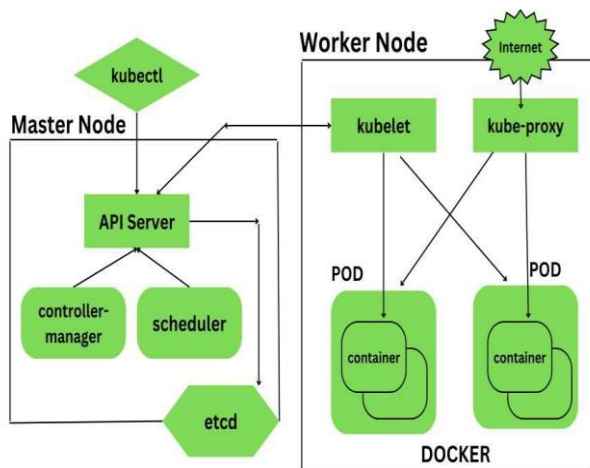 kubectl
Master Node
API Server
controller-
manager
scheduler
etcd
Worker Node
Internet
kubelet
kube-proxy
POD
POD
container
container
DOCKER